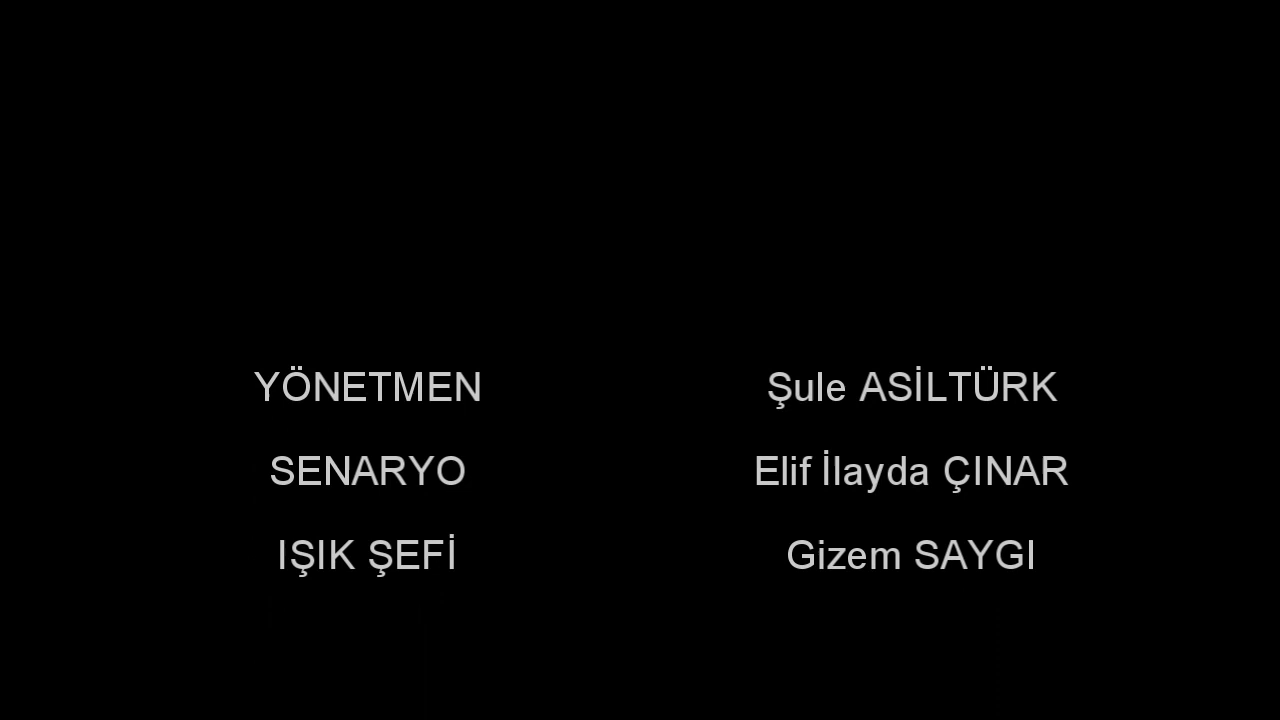 YÖNETMEN Şule ASİLTÜRK
SENARYO Elif İlayda ÇINAR
IŞIK ŞEFİ Gizem SAYGI